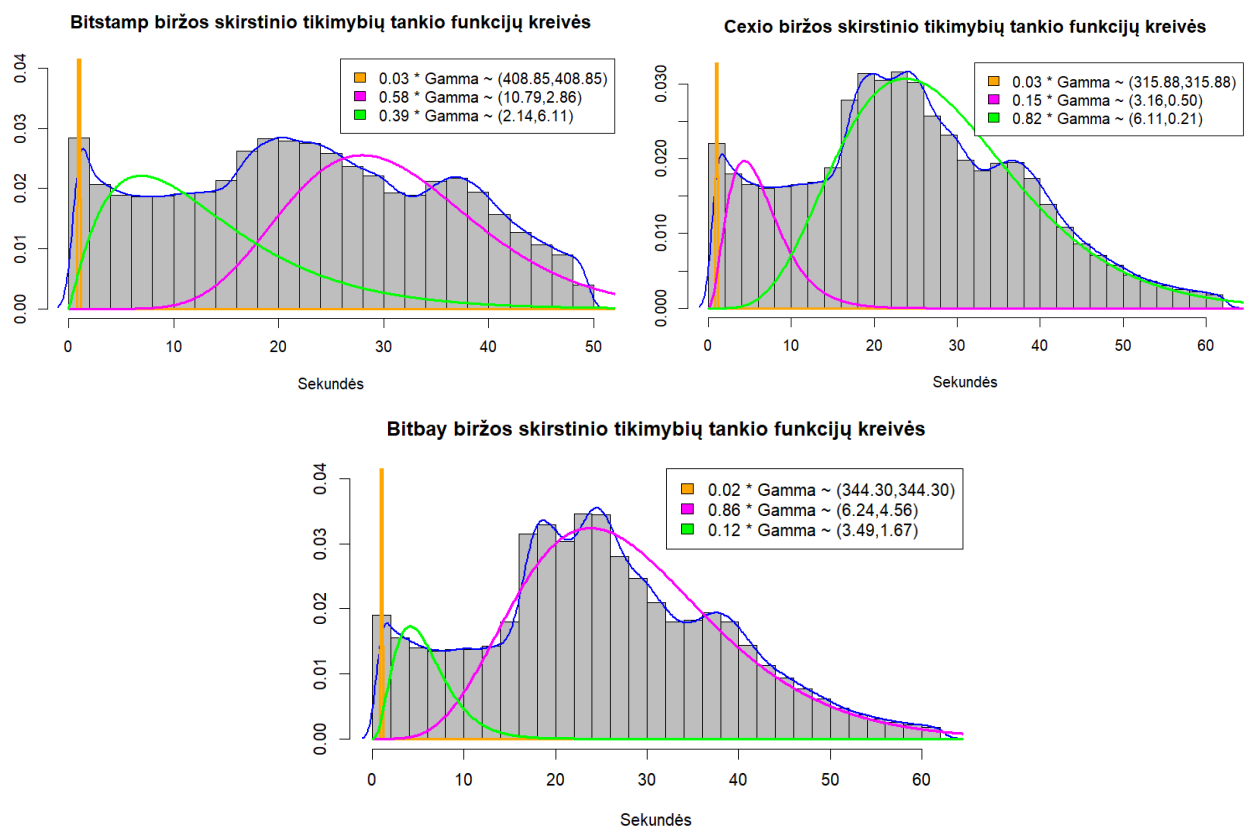 Bitstamp biržos skirstinio tikimybių tankio funkcijų kreivės
0.04
0.03
0.02
0.01
0.00
0.03 * Gamma ~ (408.85,408.85)
0.58 * Gamma ~ (10.79,2.86)
0.39 * Gamma ~ (2.14,6.11)
0 10 20 30 40 50
Sekundės
Cexio biržos skirstinio tikimybių tankio funkcijų kreivės
0.030
0.020
0.010
0.000
0.03 * Gamma ~ (315.88,315.88)
0.15 * Gamma ~ (3.16,0.50)
0.82 * Gamma ~ (6.11,0.21)
0 10 20 30 40 50 60
Sekundės
Bitbay biržos skirstinio tikimybių tankio funkcijų kreivės
0.04
0.03
0.02
0.01
0.00
0.02 * Gamma ~ (344.30,344.30)
0.86 * Gamma ~ (6.24,4.56)
0.12 * Gamma ~ (3.49,1.67)
0 10 20 30 40 50 60
Sekundės